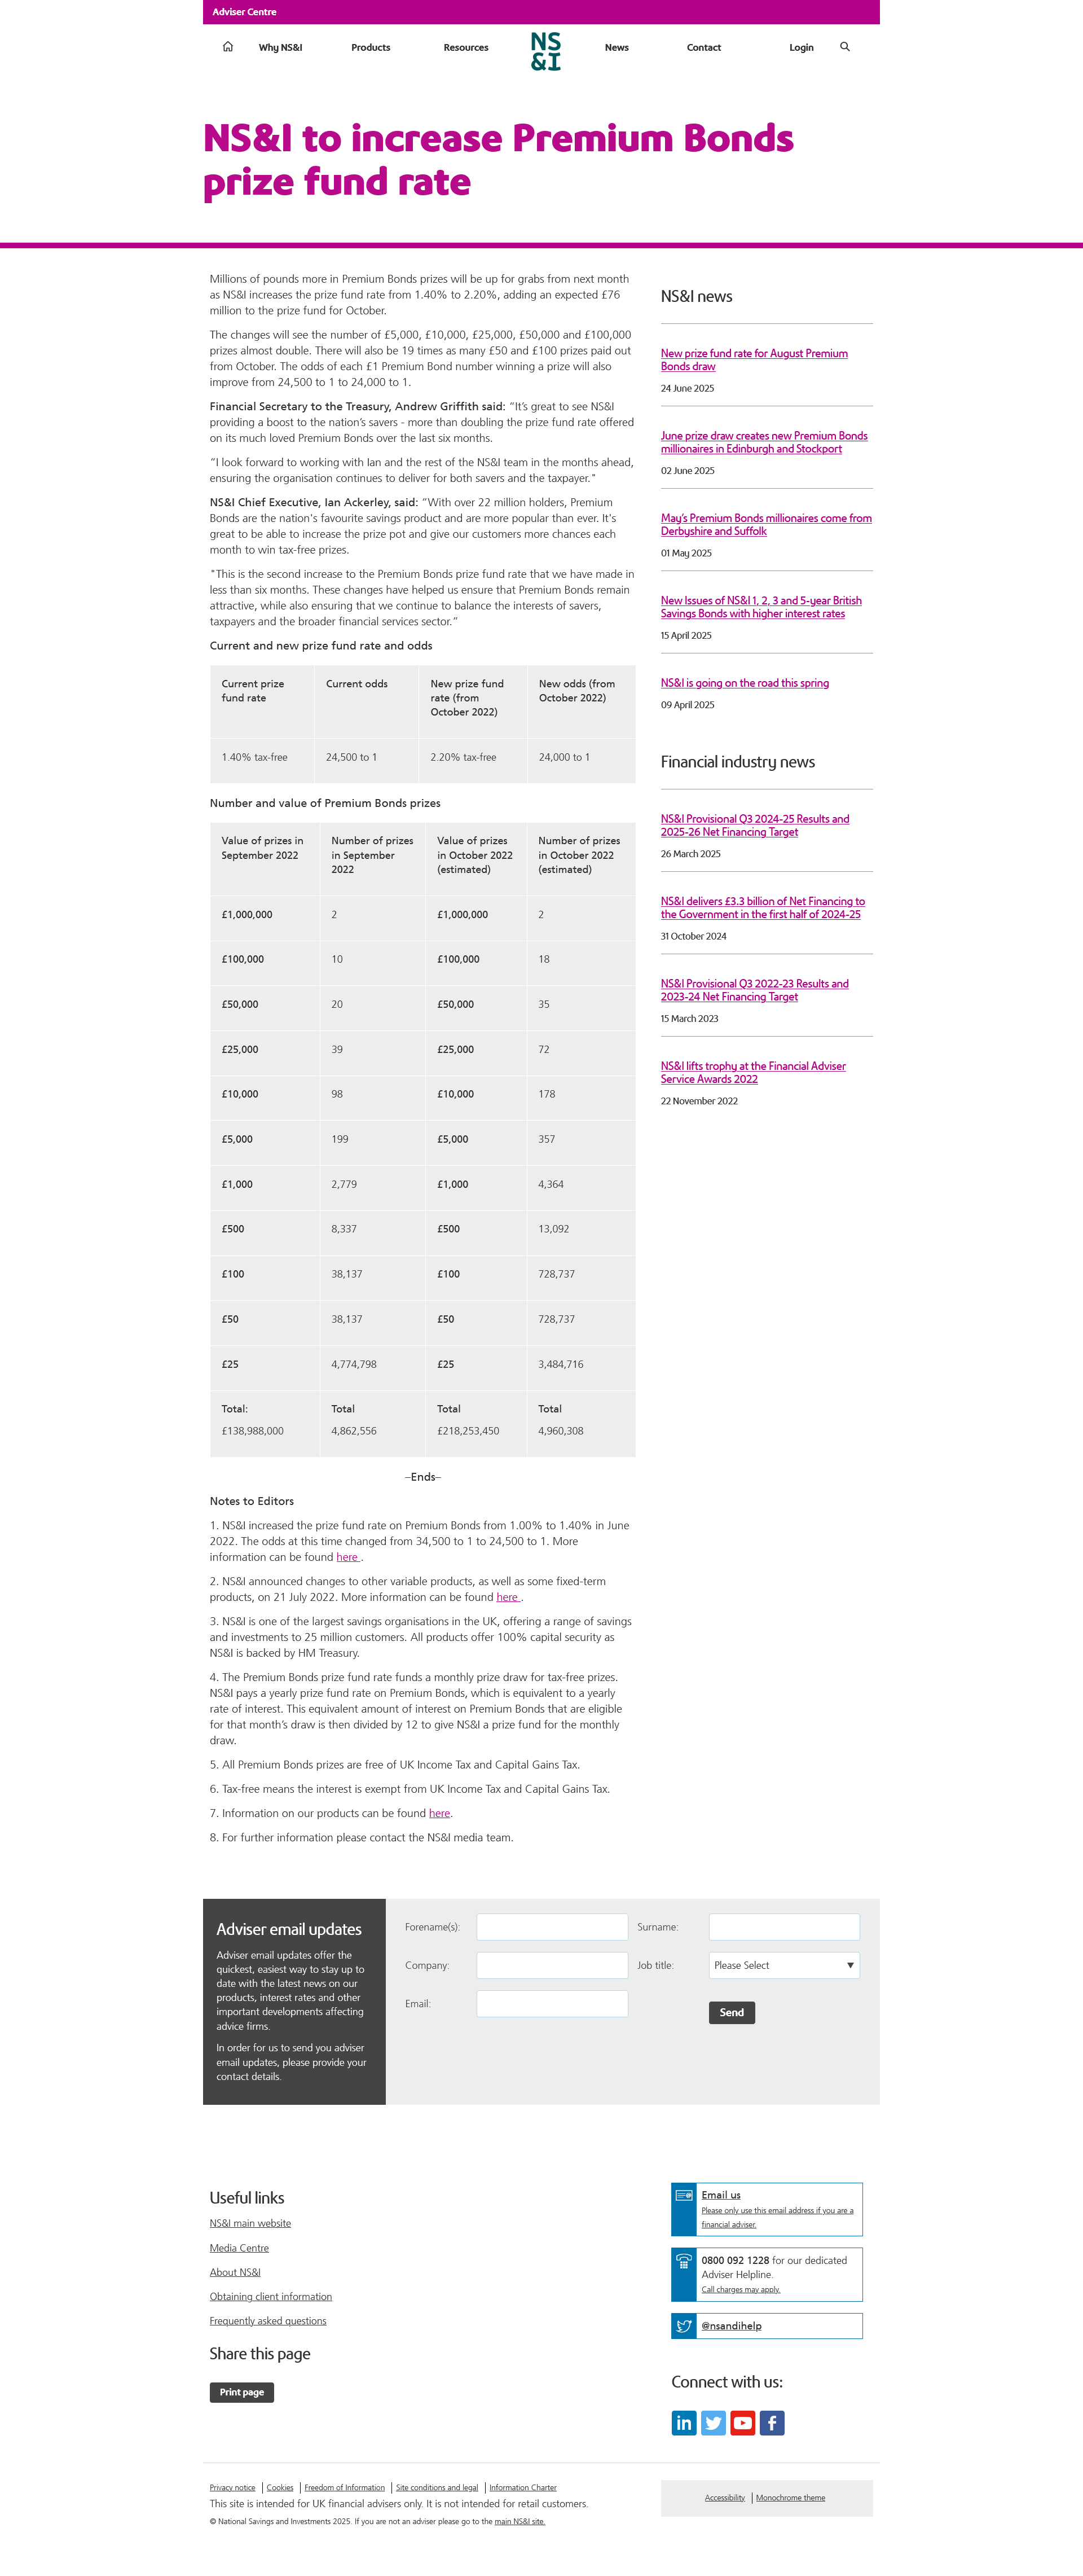 Adviser Centre
Why NS&I
Products
Resources
NS
&I
News
Contact
Login
NS&I to increase Premium Bonds
prize fund rate
Millions of pounds more in Premium Bonds prizes will be up for grabs from next month
as NS&I increases the prize fund rate from 1.40% to 2.20%, adding an expected £76
million to the prize fund for October.
The changes will see the number of £5,000, £10,000, £25,000, £50,000 and £100,000
prizes almost double. There will also be 19 times as many £50 and £100 prizes paid out
from October. The odds of each £1 Premium Bond number winning a prize will also
improve from 24,500 to 1 to 24,000 to 1.
Financial Secretary to the Treasury, Andrew Griffith said: “It’s great to see NS&I
providing a boost to the nation’s savers - more than doubling the prize fund rate offered
on its much loved Premium Bonds over the last six months.
“I look forward to working with Ian and the rest of the NS&I team in the months ahead,
ensuring the organisation continues to deliver for both savers and the taxpayer."
NS&I Chief Executive, Ian Ackerley, said: “With over 22 million holders, Premium
Bonds are the nation's favourite savings product and are more popular than ever. It's
great to be able to increase the prize pot and give our customers more chances each
month to win tax-free prizes.
"This is the second increase to the Premium Bonds prize fund rate that we have made in
less than six months. These changes have helped us ensure that Premium Bonds remain
attractive, while also ensuring that we continue to balance the interests of savers,
taxpayers and the broader financial services sector.”
Current and new prize fund rate and odds
Current prize
fund rate
Current odds
New prize fund
rate (from
October 2022)
New odds (from
October 2022)
1.40% tax-free
24,500 to 1
2.20% tax-free
24,000 to 1
Number and value of Premium Bonds prizes
Value of prizes in
September 2022
Number of prizes
in September
2022
Value of prizes
in October 2022
(estimated)
Number of prizes
in October 2022
(estimated)
£1,000,000
2
£1,000,000
2
£100,000
10
£100,000
18
£50,000
20
£50,000
35
£25,000
39
£25,000
72
£10,000
98
£10,000
178
£5,000
199
£5,000
357
£1,000
2,779
£1,000
4,364
£500
8,337
£500
13,092
£100
38,137
£100
728,737
£50
38,137
£50
728,737
£25
4,774,798
£25
3,484,716
Total:
£138,988,000
Total
4,862,556
Total
£218,253,450
Total
4,960,308
–Ends–
Notes to Editors
1. NS&I increased the prize fund rate on Premium Bonds from 1.00% to 1.40% in June
2022. The odds at this time changed from 34,500 to 1 to 24,500 to 1. More
information can be found here .
2. NS&I announced changes to other variable products, as well as some fixed-term
products, on 21 July 2022. More information can be found here .
3. NS&I is one of the largest savings organisations in the UK, offering a range of savings
and investments to 25 million customers. All products offer 100% capital security as
NS&I is backed by HM Treasury.
4. The Premium Bonds prize fund rate funds a monthly prize draw for tax-free prizes.
NS&I pays a yearly prize fund rate on Premium Bonds, which is equivalent to a yearly
rate of interest. This equivalent amount of interest on Premium Bonds that are eligible
for that month’s draw is then divided by 12 to give NS&I a prize fund for the monthly
draw.
5. All Premium Bonds prizes are free of UK Income Tax and Capital Gains Tax.
6. Tax-free means the interest is exempt from UK Income Tax and Capital Gains Tax.
7. Information on our products can be found here.
8. For further information please contact the NS&I media team.
NS&I news
New prize fund rate for August Premium
Bonds draw
24 June 2025
June prize draw creates new Premium Bonds
millionaires in Edinburgh and Stockport
02 June 2025
May’s Premium Bonds millionaires come from
Derbyshire and Suffolk
01 May 2025
New Issues of NS&I 1, 2, 3 and 5-year British
Savings Bonds with higher interest rates
15 April 2025
NS&I is going on the road this spring
09 April 2025
Financial industry news
NS&I Provisional Q3 2024-25 Results and
2025-26 Net Financing Target
26 March 2025
NS&I delivers £3.3 billion of Net Financing to
the Government in the first half of 2024-25
31 October 2024
NS&I Provisional Q3 2022-23 Results and
2023-24 Net Financing Target
15 March 2023
NS&I lifts trophy at the Financial Adviser
Service Awards 2022
22 November 2022
Adviser email updates
Adviser email updates offer the
quickest, easiest way to stay up to
date with the latest news on our
products, interest rates and other
important developments affecting
advice firms.
In order for us to send you adviser
email updates, please provide your
contact details.
Forename(s):
Surname:
Company:
Job title:
Please Select
Email:
Send
Useful links
NS&I main website
Media Centre
About NS&I
Obtaining client information
Frequently asked questions
Share this page
Print page
Email us
Please only use this email address if you are a
financial adviser.
0800 092 1228 for our dedicated
Adviser Helpline.
Call charges may apply.
@nsandihelp
Connect with us:
Privacy notice
Cookies
Freedom of Information
Site conditions and legal
Information Charter
This site is intended for UK financial advisers only. It is not intended for retail customers.
© National Savings and Investments 2025. If you are not an adviser please go to the main NS&I site.
Accessibility
Monochrome theme